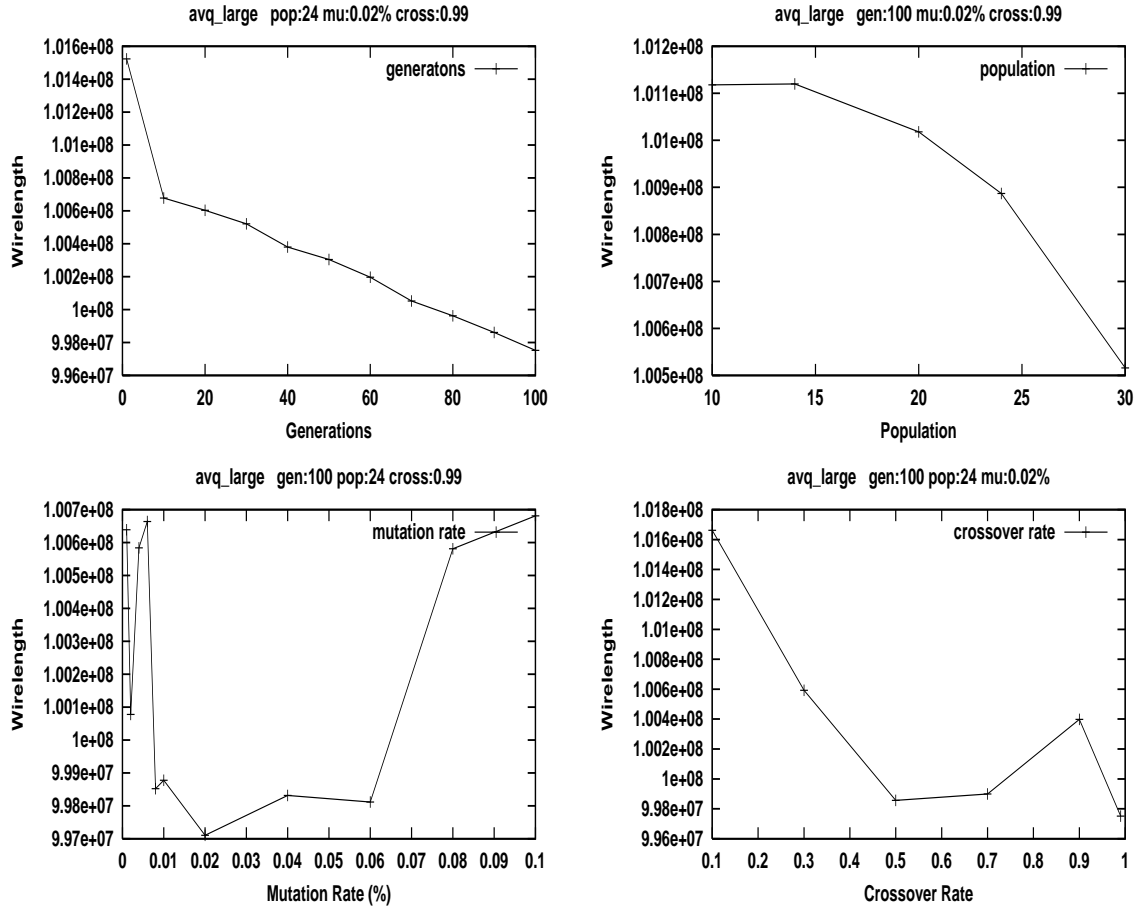 avq_large pop:24 mu:0.02% cross:0.99
1.016e+08
1.014e+08
1.012e+08
1.01e+08
1.008e+08
1.006e+08
1.004e+08
1.002e+08
1e+08
9.98e+07
9.96e+07
0 20 40 60 80 100
Wirelength
Generations
generatons
avq_large gen:100 mu:0.02% cross:0.99
1.012e+08
1.011e+08
1.01e+08
1.009e+08
1.008e+08
1.007e+08
1.006e+08
1.005e+08
10 15 20 25 30
Wirelength
Population
population
avq_large gen:100 pop:24 cross:0.99
1.007e+08
1.006e+08
1.005e+08
1.004e+08
1.003e+08
1.002e+08
1.001e+08
1e+08
9.99e+07
9.98e+07
9.97e+07
0 0.01 0.02 0.03 0.04 0.05 0.06 0.07 0.08 0.09 0.1
Wirelength
Mutation Rate (%)
mutation rate
avq_large gen:100 pop:24 mu:0.02%
1.018e+08
1.016e+08
1.014e+08
1.012e+08
1.01e+08
1.008e+08
1.006e+08
1.004e+08
1.002e+08
1e+08
9.98e+07
9.96e+07
0.1 0.2 0.3 0.4 0.5 0.6 0.7 0.8 0.9 1
Wirelength
Crossover Rate
crossover rate